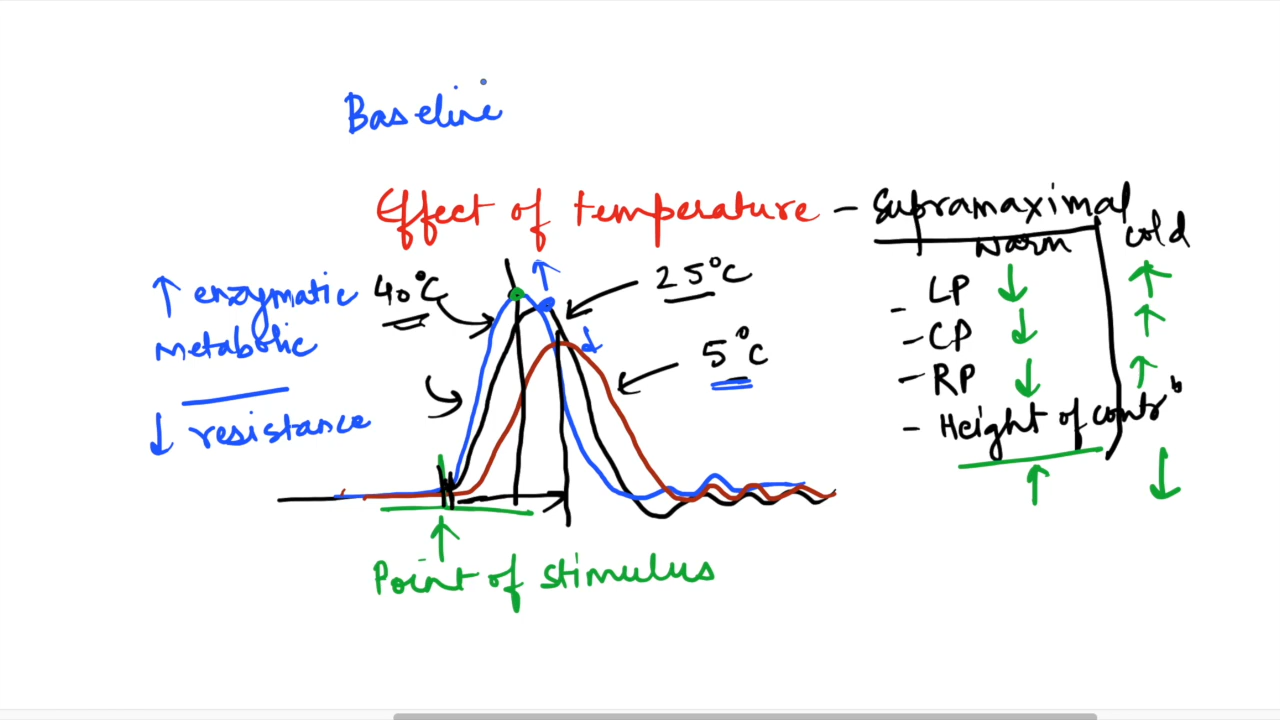 Baseline
Effect of temperature - Supramaximal
warm cold
↑ enzymatic
metabolic
↓ resistance
40°C
25°C
5°C
- LP ↓ ↑
- CP ↓ ↑
- RP ↓ ↑
- Height of contrⁿ
↑ ↓
Point of stimulus